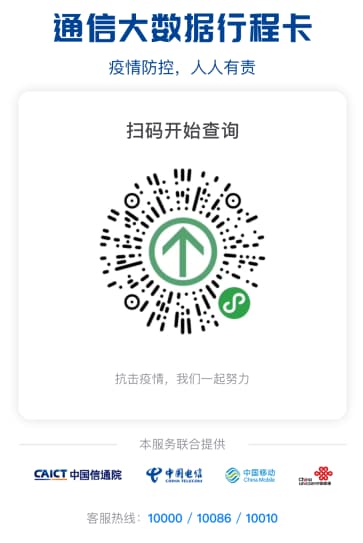 通信大数据行程卡
疫情防控，人人有责
扫码开始查询
抗击疫情，我们一起努力
本服务联合提供
CAICT 中国信通院
中国电信
CHINA TELECOM
中国移动
China Mobile
China
unicom中国联通
客服热线：10000 / 10086 / 10010